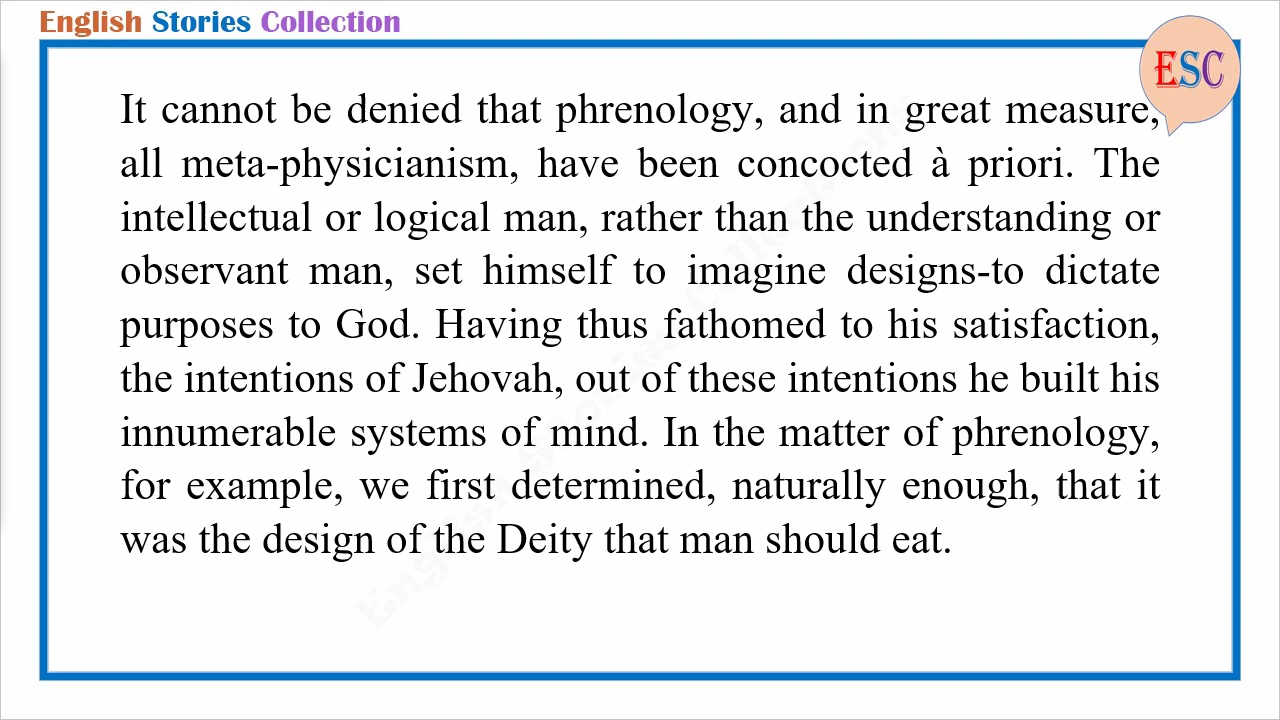 English Stories Collection
ESC
It cannot be denied that phrenology, and in great measure,
all meta-physicianism, have been concocted à priori. The
intellectual or logical man, rather than the understanding or
observant man, set himself to imagine designs-to dictate
purposes to God. Having thus fathomed to his satisfaction,
the intentions of Jehovah, out of these intentions he built his
innumerable systems of mind. In the matter of phrenology,
for example, we first determined, naturally enough, that it
was the design of the Deity that man should eat.
English Stories Collection